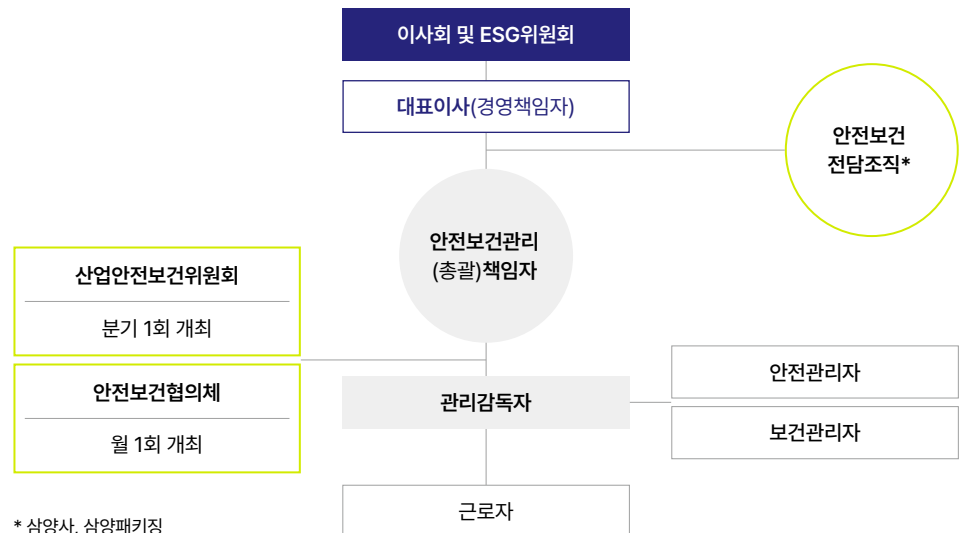 이사회 및 ESG위원회
대표이사(경영책임자)
안전보건
전담조직*
안전보건관리
(총괄)책임자
산업안전보건위원회
분기 1회 개최
안전보건협의체
월 1회 개최
관리감독자
안전관리자
보건관리자
근로자
* 삼양사, 삼양패키징